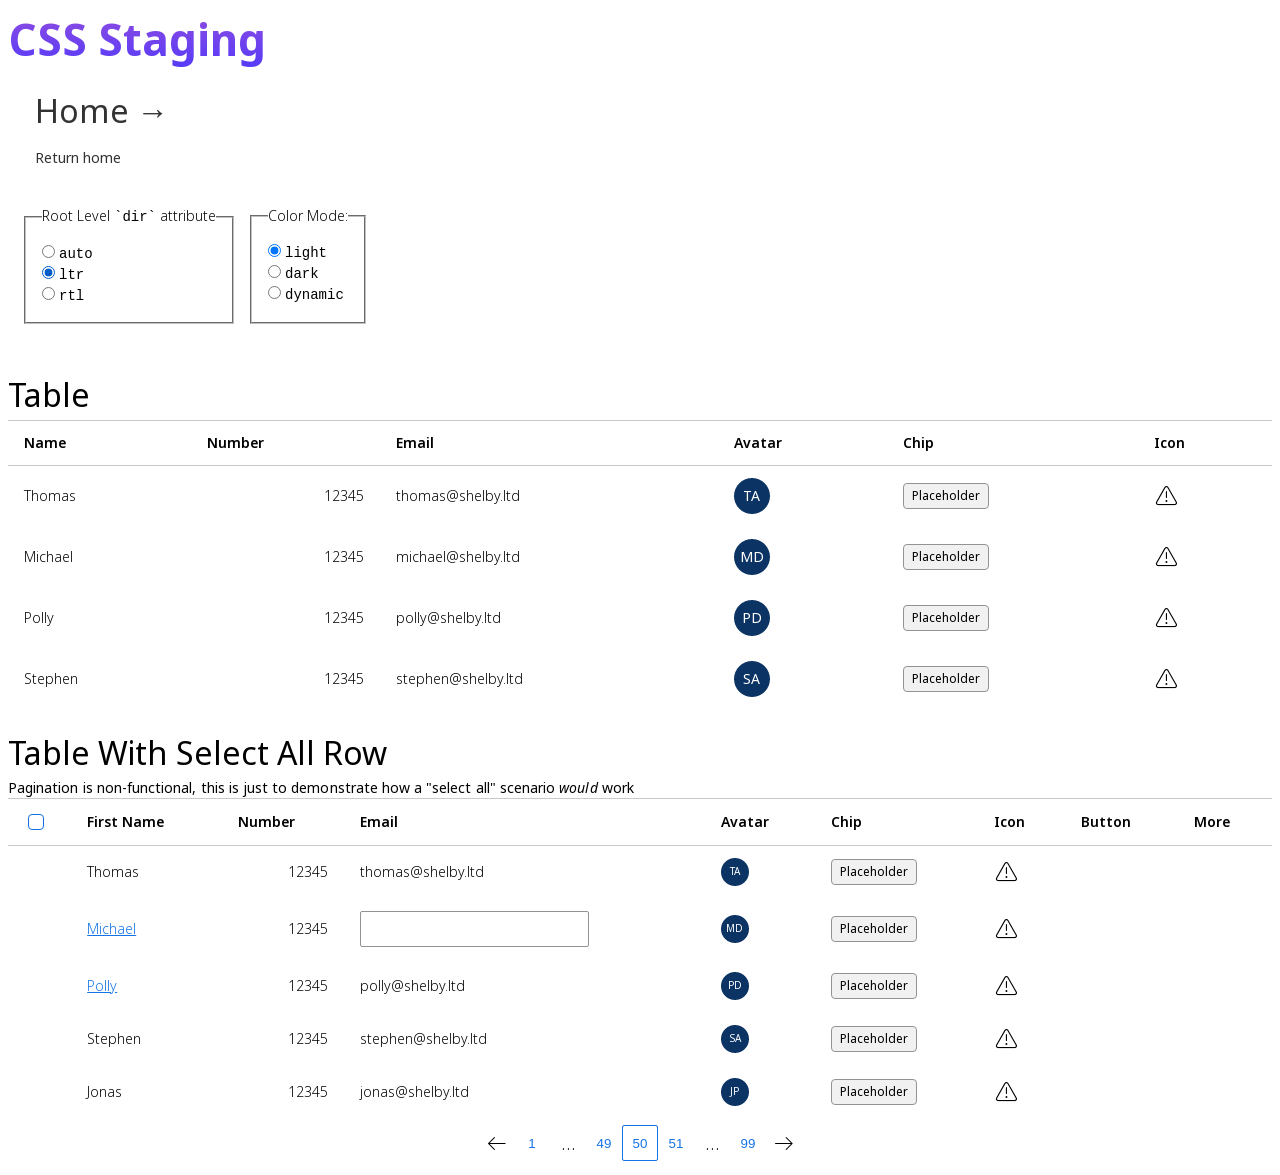 CSS Staging
Home →
Return home
Root Level `dir` attribute
auto
ltr
rtl
Color Mode:
light
dark
dynamic
Table
Name Number Email Avatar Chip Icon
Thomas 12345 thomas@shelby.ltd TA Placeholder
Michael 12345 michael@shelby.ltd MD Placeholder
Polly 12345 polly@shelby.ltd PD Placeholder
Stephen 12345 stephen@shelby.ltd SA Placeholder
Table With Select All Row
Pagination is non-functional, this is just to demonstrate how a "select all" scenario would work
First Name Number Email Avatar Chip Icon Button More
Thomas 12345 thomas@shelby.ltd TA Placeholder
Michael 12345 MD Placeholder
Polly 12345 polly@shelby.ltd PD Placeholder
Stephen 12345 stephen@shelby.ltd SA Placeholder
Jonas 12345 jonas@shelby.ltd JP Placeholder
← 1 ... 49 50 51 ... 99 →